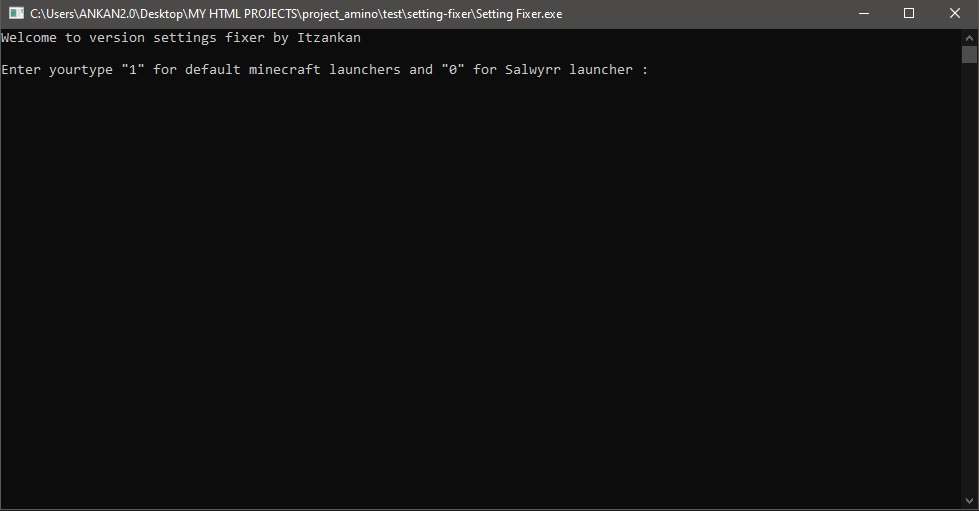 C:\Users\ANKAN2.0\Desktop\MY HTML PROJECTS\project_amino\test\setting-fixer\Setting Fixer.exe
Welcome to version settings fixer by Itzankan
Enter yourtype "1" for default minecraft launchers and "0" for Salwyrr launcher :